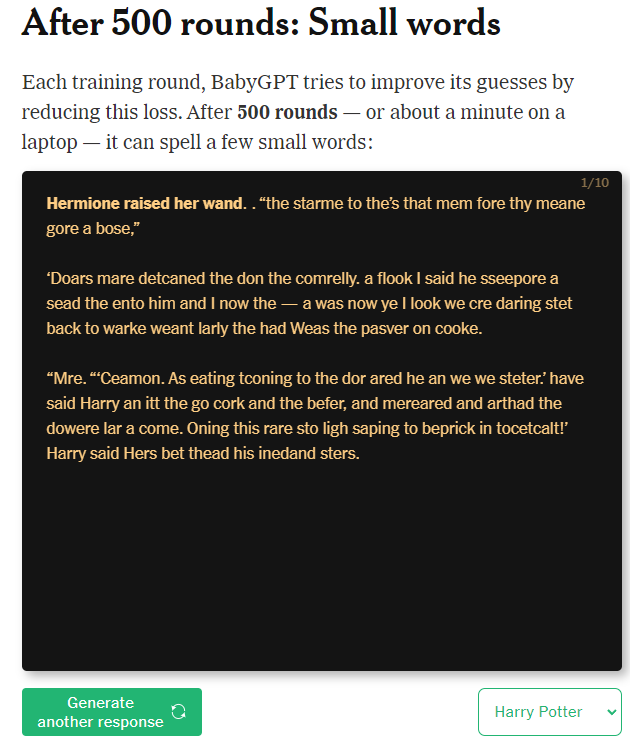 After 500 rounds: Small words
Each training round, BabyGPT tries to improve its guesses by
reducing this loss. After 500 rounds — or about a minute on a
laptop — it can spell a few small words:
1/10
Hermione raised her wand. . “the starme to the’s that mem fore thy meane
gore a bose,”
‘Doars mare detcaned the don the comrelly. a flook I said he sseepore a
sead the ento him and I now the — a was now ye I look we cre daring stet
back to warke weant larly the had Weas the pasver on cooke.
“Mre. “‘Ceamon. As eating tconing to the dor ared he an we we steter.’ have
said Harry an itt the go cork and the befer, and mereared and arthad the
dowere lar a come. Oning this rare sto ligh saping to beprick in tocetcalt!’
Harry said Hers bet thead his inedand sters.
Generate
another response
Harry Potter